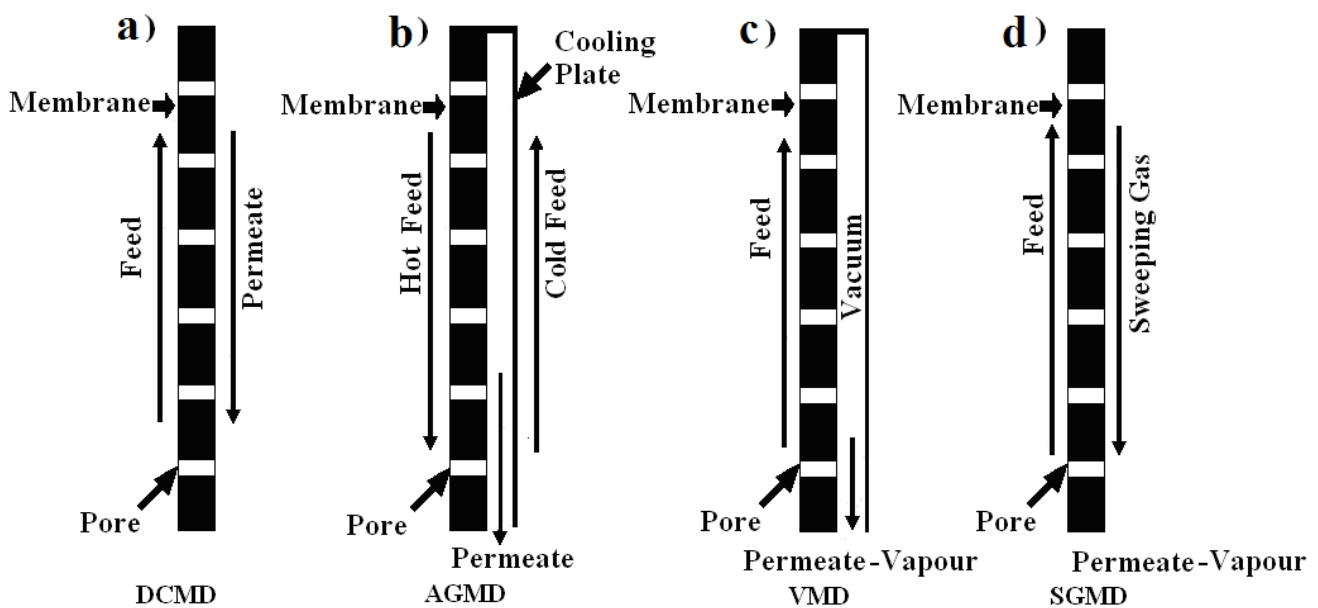 a)
Membrane
Feed
Permeate
Pore
DCMD
b)
Cooling
Plate
Membrane
Hot Feed
Cold Feed
Pore
Permeate
AGMD
c)
Membrane
Feed
Vacuum
Pore
Permeate-Vapour
VMD
d)
Membrane
Feed
Sweeping Gas
Pore
Permeate-Vapour
SGMD